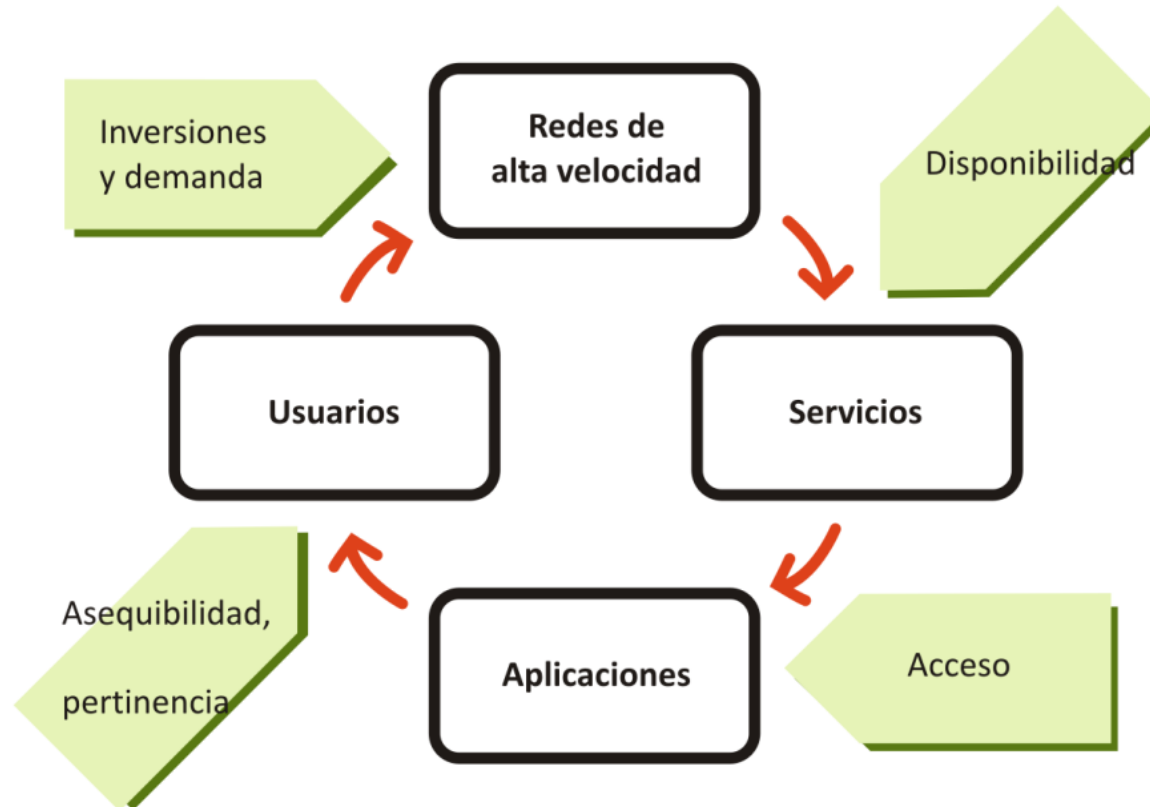 Inversiones
y demanda
Redes de
alta velocidad
Disponibilidad
Usuarios
Servicios
Asequibilidad,
pertinencia
Aplicaciones
Acceso